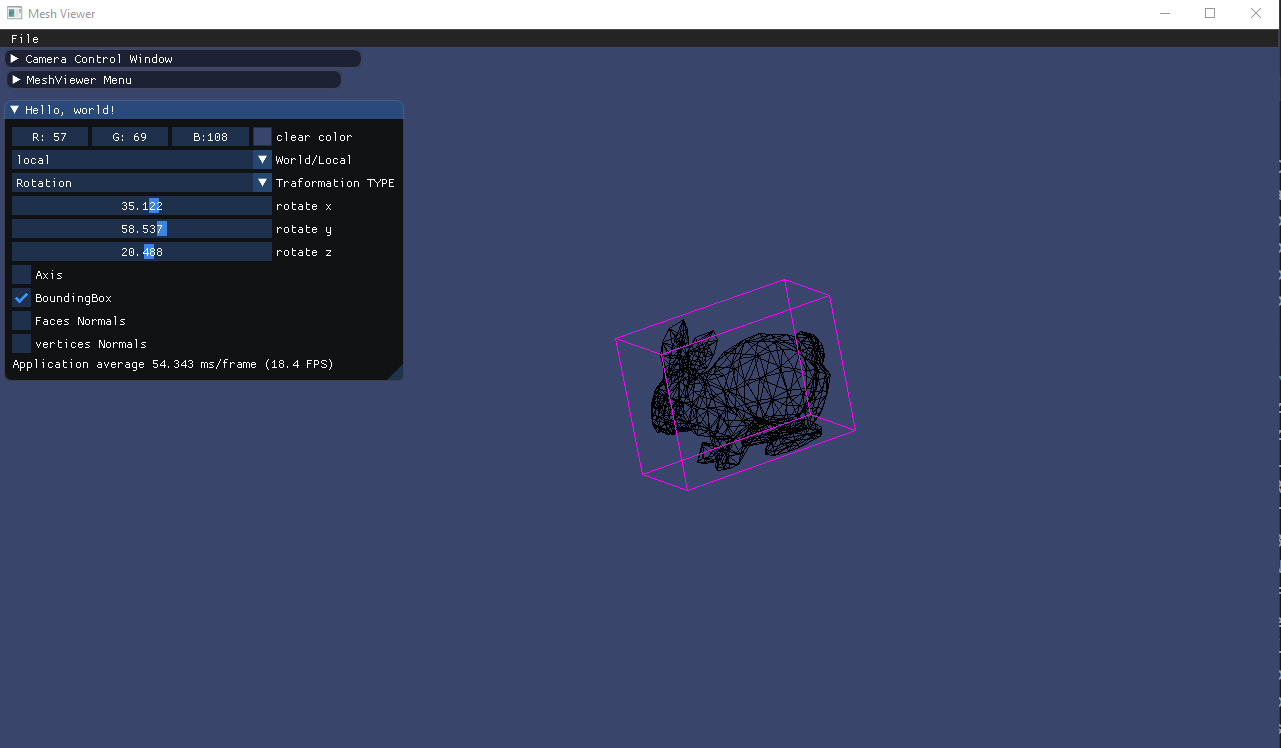 Mesh Viewer
File
Camera Control Window
MeshViewer Menu
Hello, world!
R: 57 G: 69 B:108 clear color
local World/Local
Rotation Traformation TYPE
35.122 rotate x
58.537 rotate y
20.488 rotate z
Axis
BoundingBox
Faces Normals
vertices Normals
Application average 54.343 ms/frame (18.4 FPS)